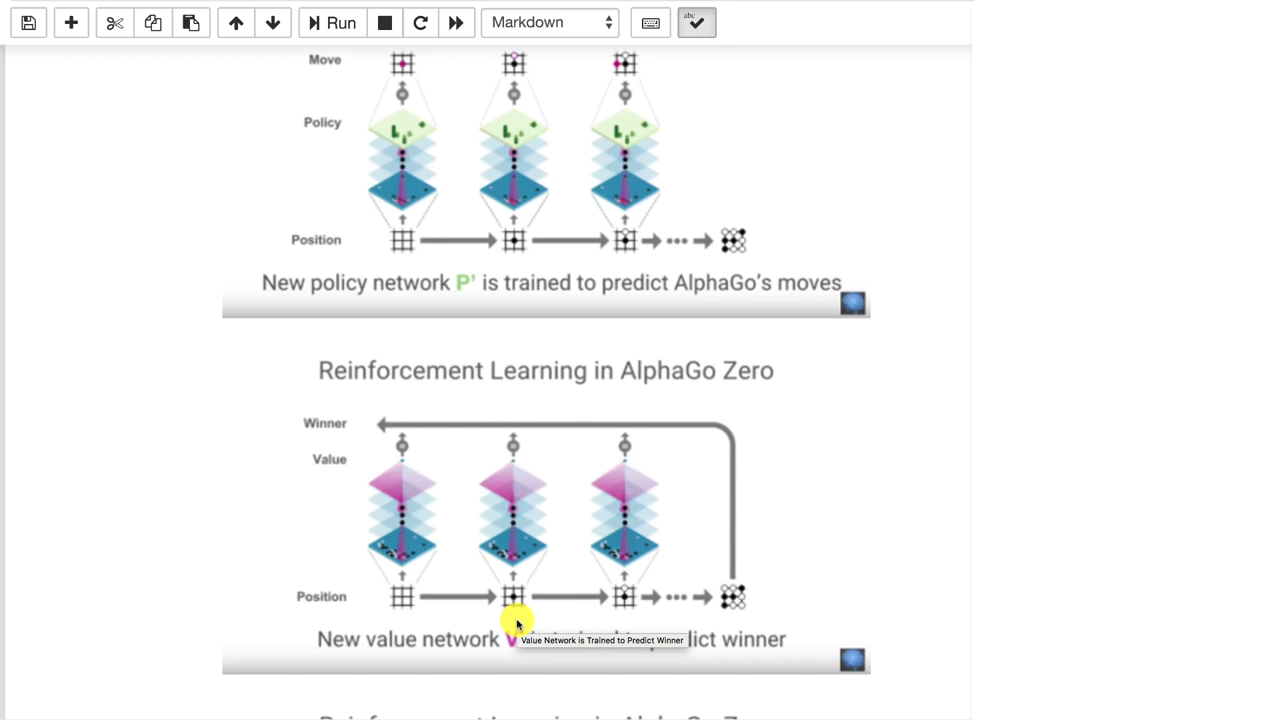 abc
Run
Markdown
Move
Policy
Position
New policy network P' is trained to predict AlphaGo's moves
Reinforcement Learning in AlphaGo Zero
Winner
Value
Position
New value network
Value Network is Trained to Predict Winner
winner